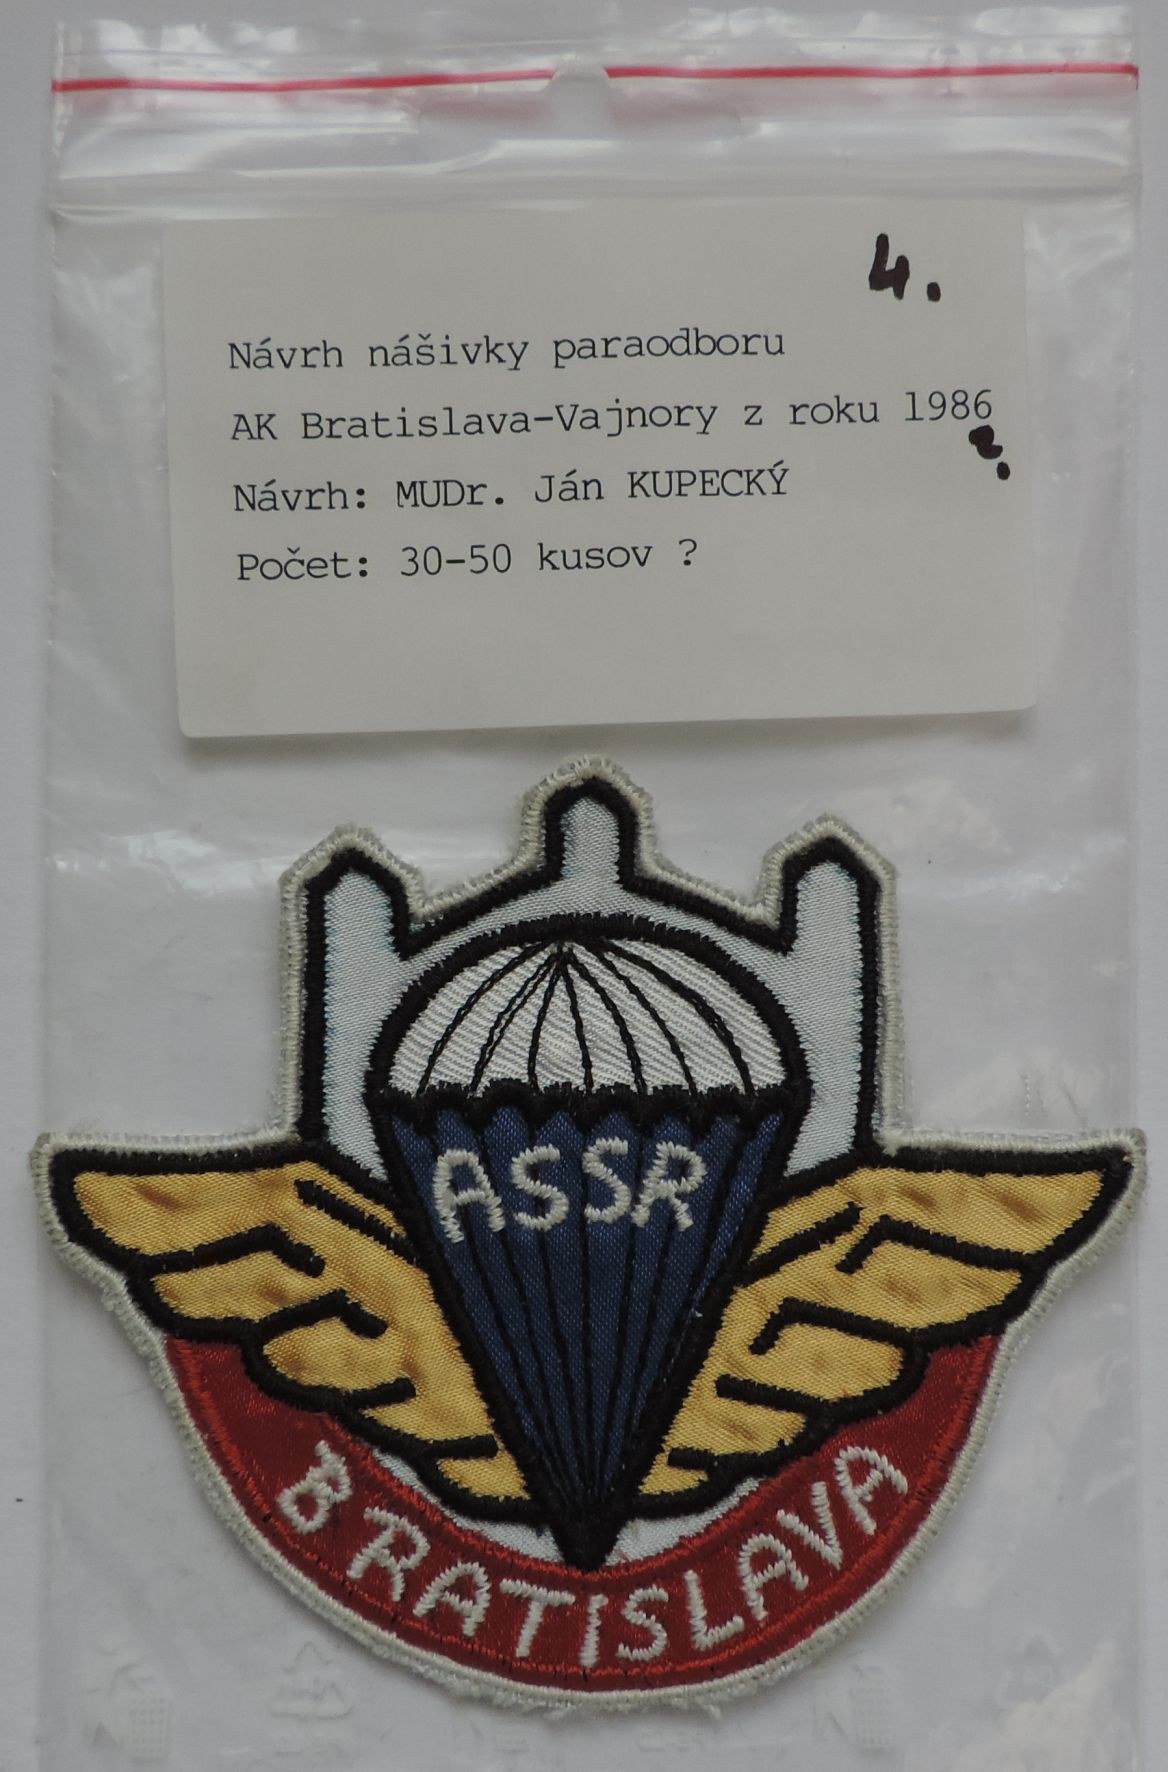 4.
Návrh nášivky paraodboru
AK Bratislava-Vajnory z roku 1986
?
Návrh: MUDr. Ján KUPECKÝ
Počet: 30-50 kusov ?
ASSR
BRATISLAVA